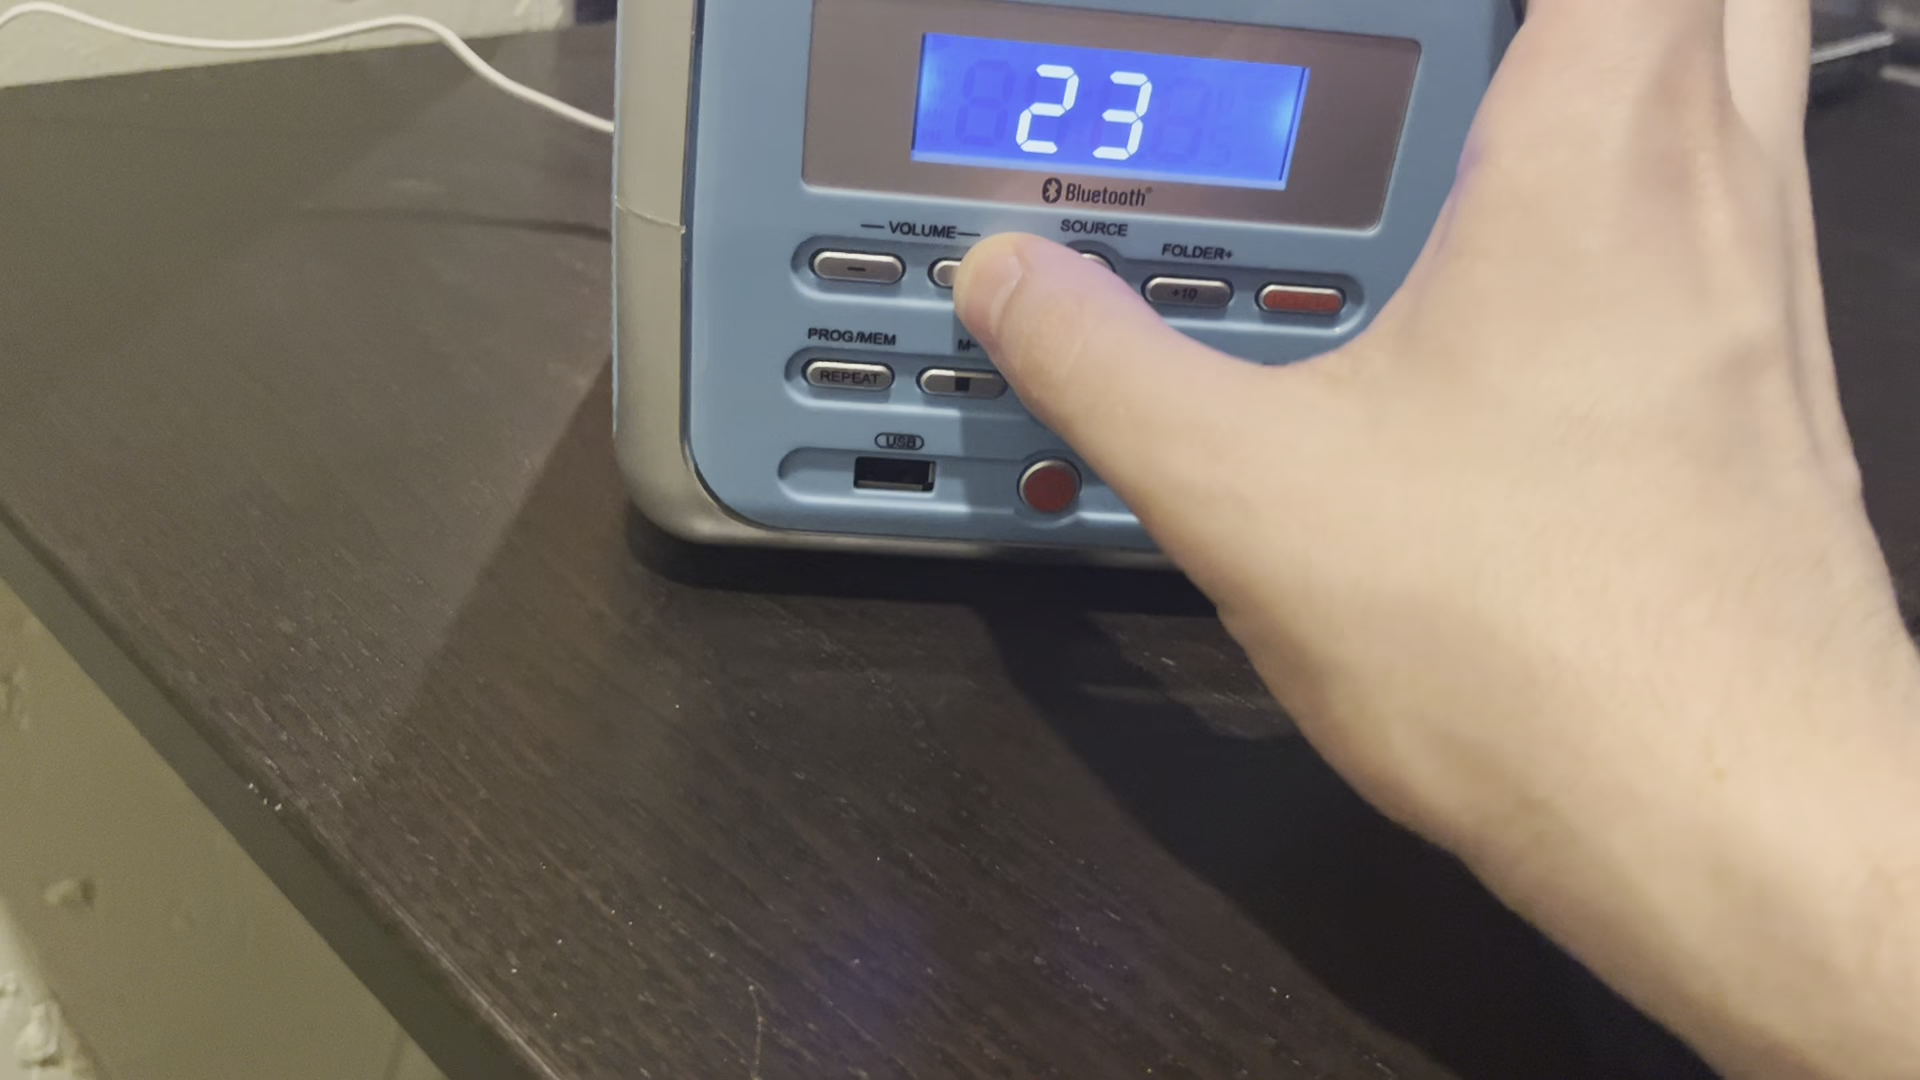 23
Bluetooth®
VOLUME
SOURCE
FOLDER+
−
+10
PROG/MEM
REPEAT
USB